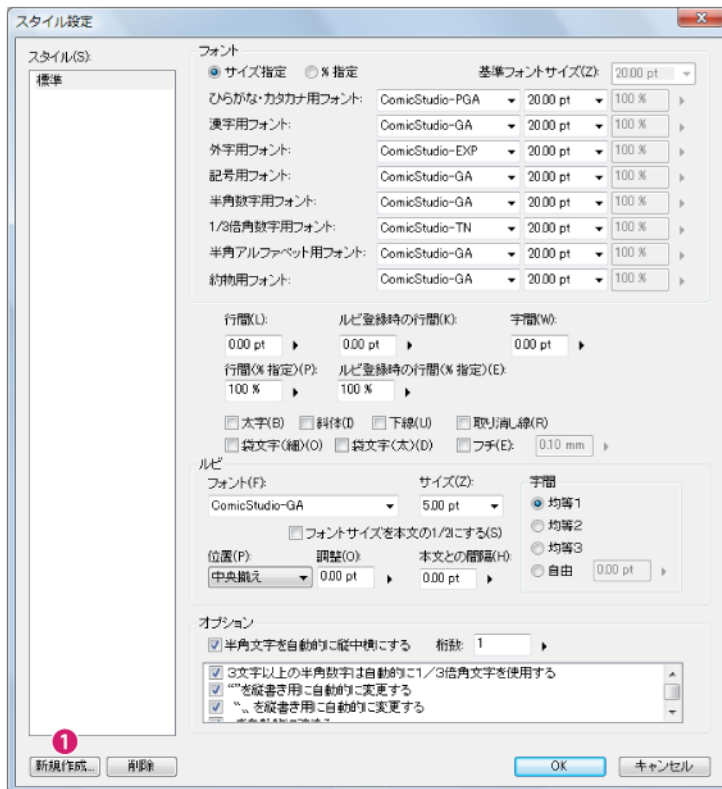 スタイル設定
スタイル(S):
標準
フォント
サイズ指定 %指定 基準フォントサイズ(Z): 20.00 pt
ひらがな・カタカナ用フォント: ComicStudio-PGA 20.00 pt 100 %
漢字用フォント: ComicStudio-GA 20.00 pt 100 %
外字用フォント: ComicStudio-EXP 20.00 pt 100 %
記号用フォント: ComicStudio-GA 20.00 pt 100 %
半角数字用フォント: ComicStudio-GA 20.00 pt 100 %
1/3倍角数字用フォント: ComicStudio-TN 20.00 pt 100 %
半角アルファベット用フォント: ComicStudio-GA 20.00 pt 100 %
約物用フォント: ComicStudio-GA 20.00 pt 100 %
行間(L): ルビ登録時の行間(K): 字間(W):
0.00 pt 0.00 pt 0.00 pt
行間(%指定)(P): ルビ登録時の行間(%指定)(E):
100 % 100 %
太字(B) 斜体(I) 下線(U) 取り消し線(R)
袋文字(細)(O) 袋文字(太)(D) フチ(E): 0.10 mm
ルビ
フォント(F): サイズ(Z): 字間
ComicStudio-GA 5.00 pt 均等1
フォントサイズを本文の1/2にする(S) 均等2
位置(P): 調整(O): 本文との間隔(H): 均等3
中央揃え 0.00 pt 0.00 pt 自由 0.00 pt
オプション
半角文字を自動的に縦中横にする 桁数: 1
3文字以上の半角数字は自動的に1/3倍角文字を使用する
“”を縦書き用に自動的に変更する
〝〟を縦書き用に自動的に変更する
1
新規作成... 削除 OK キャンセル